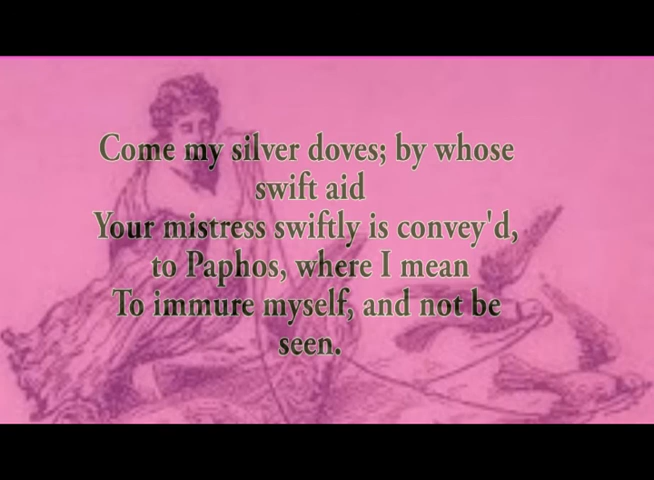 Come my silver doves; by whose
swift aid
Your mistress swiftly is convey'd,
to Paphos, where I mean
To immure myself, and not be
seen.